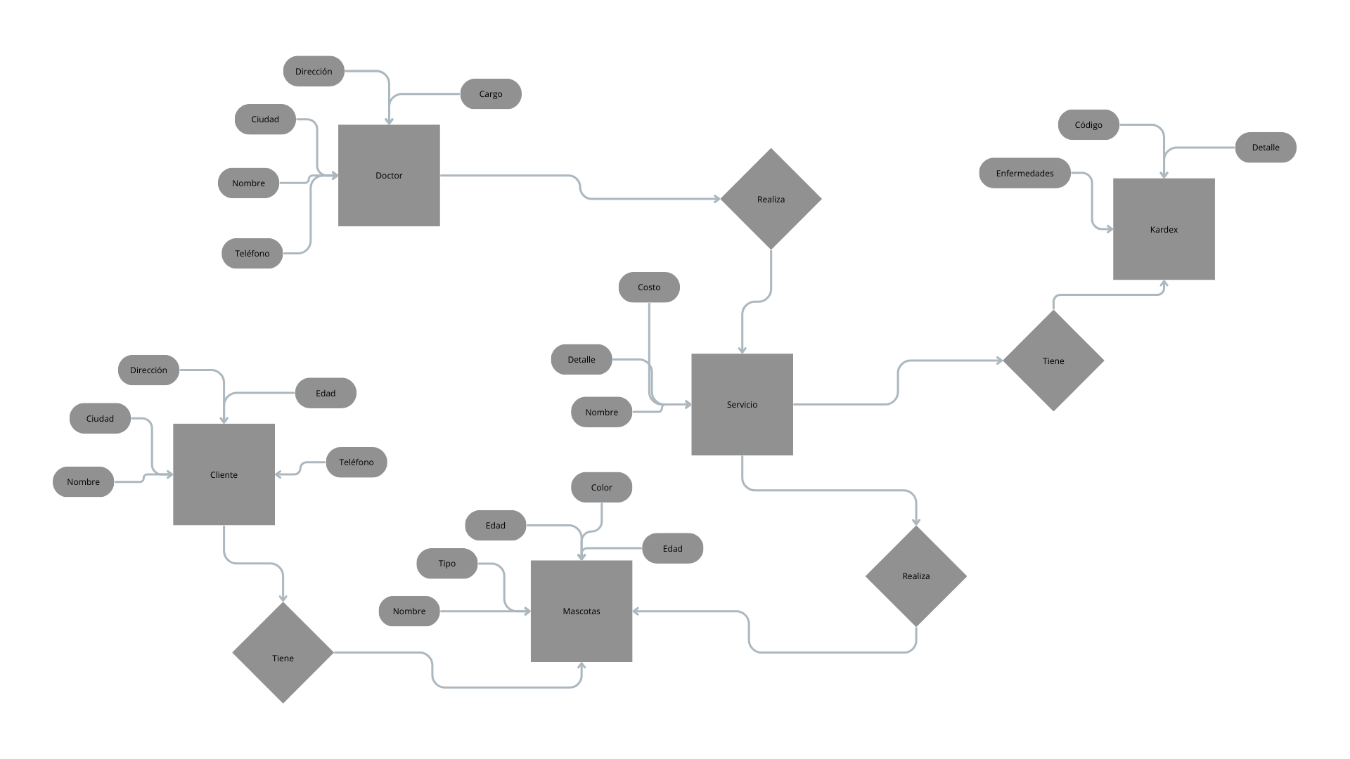 Dirección
Cargo
Ciudad
Doctor
Nombre
Teléfono
Realiza
Código
Detalle
Enfermedades
Kardex
Costo
Detalle
Nombre
Servicio
Tiene
Dirección
Edad
Ciudad
Teléfono
Cliente
Nombre
Color
Edad
Edad
Tipo
Nombre
Mascotas
Realiza
Tiene